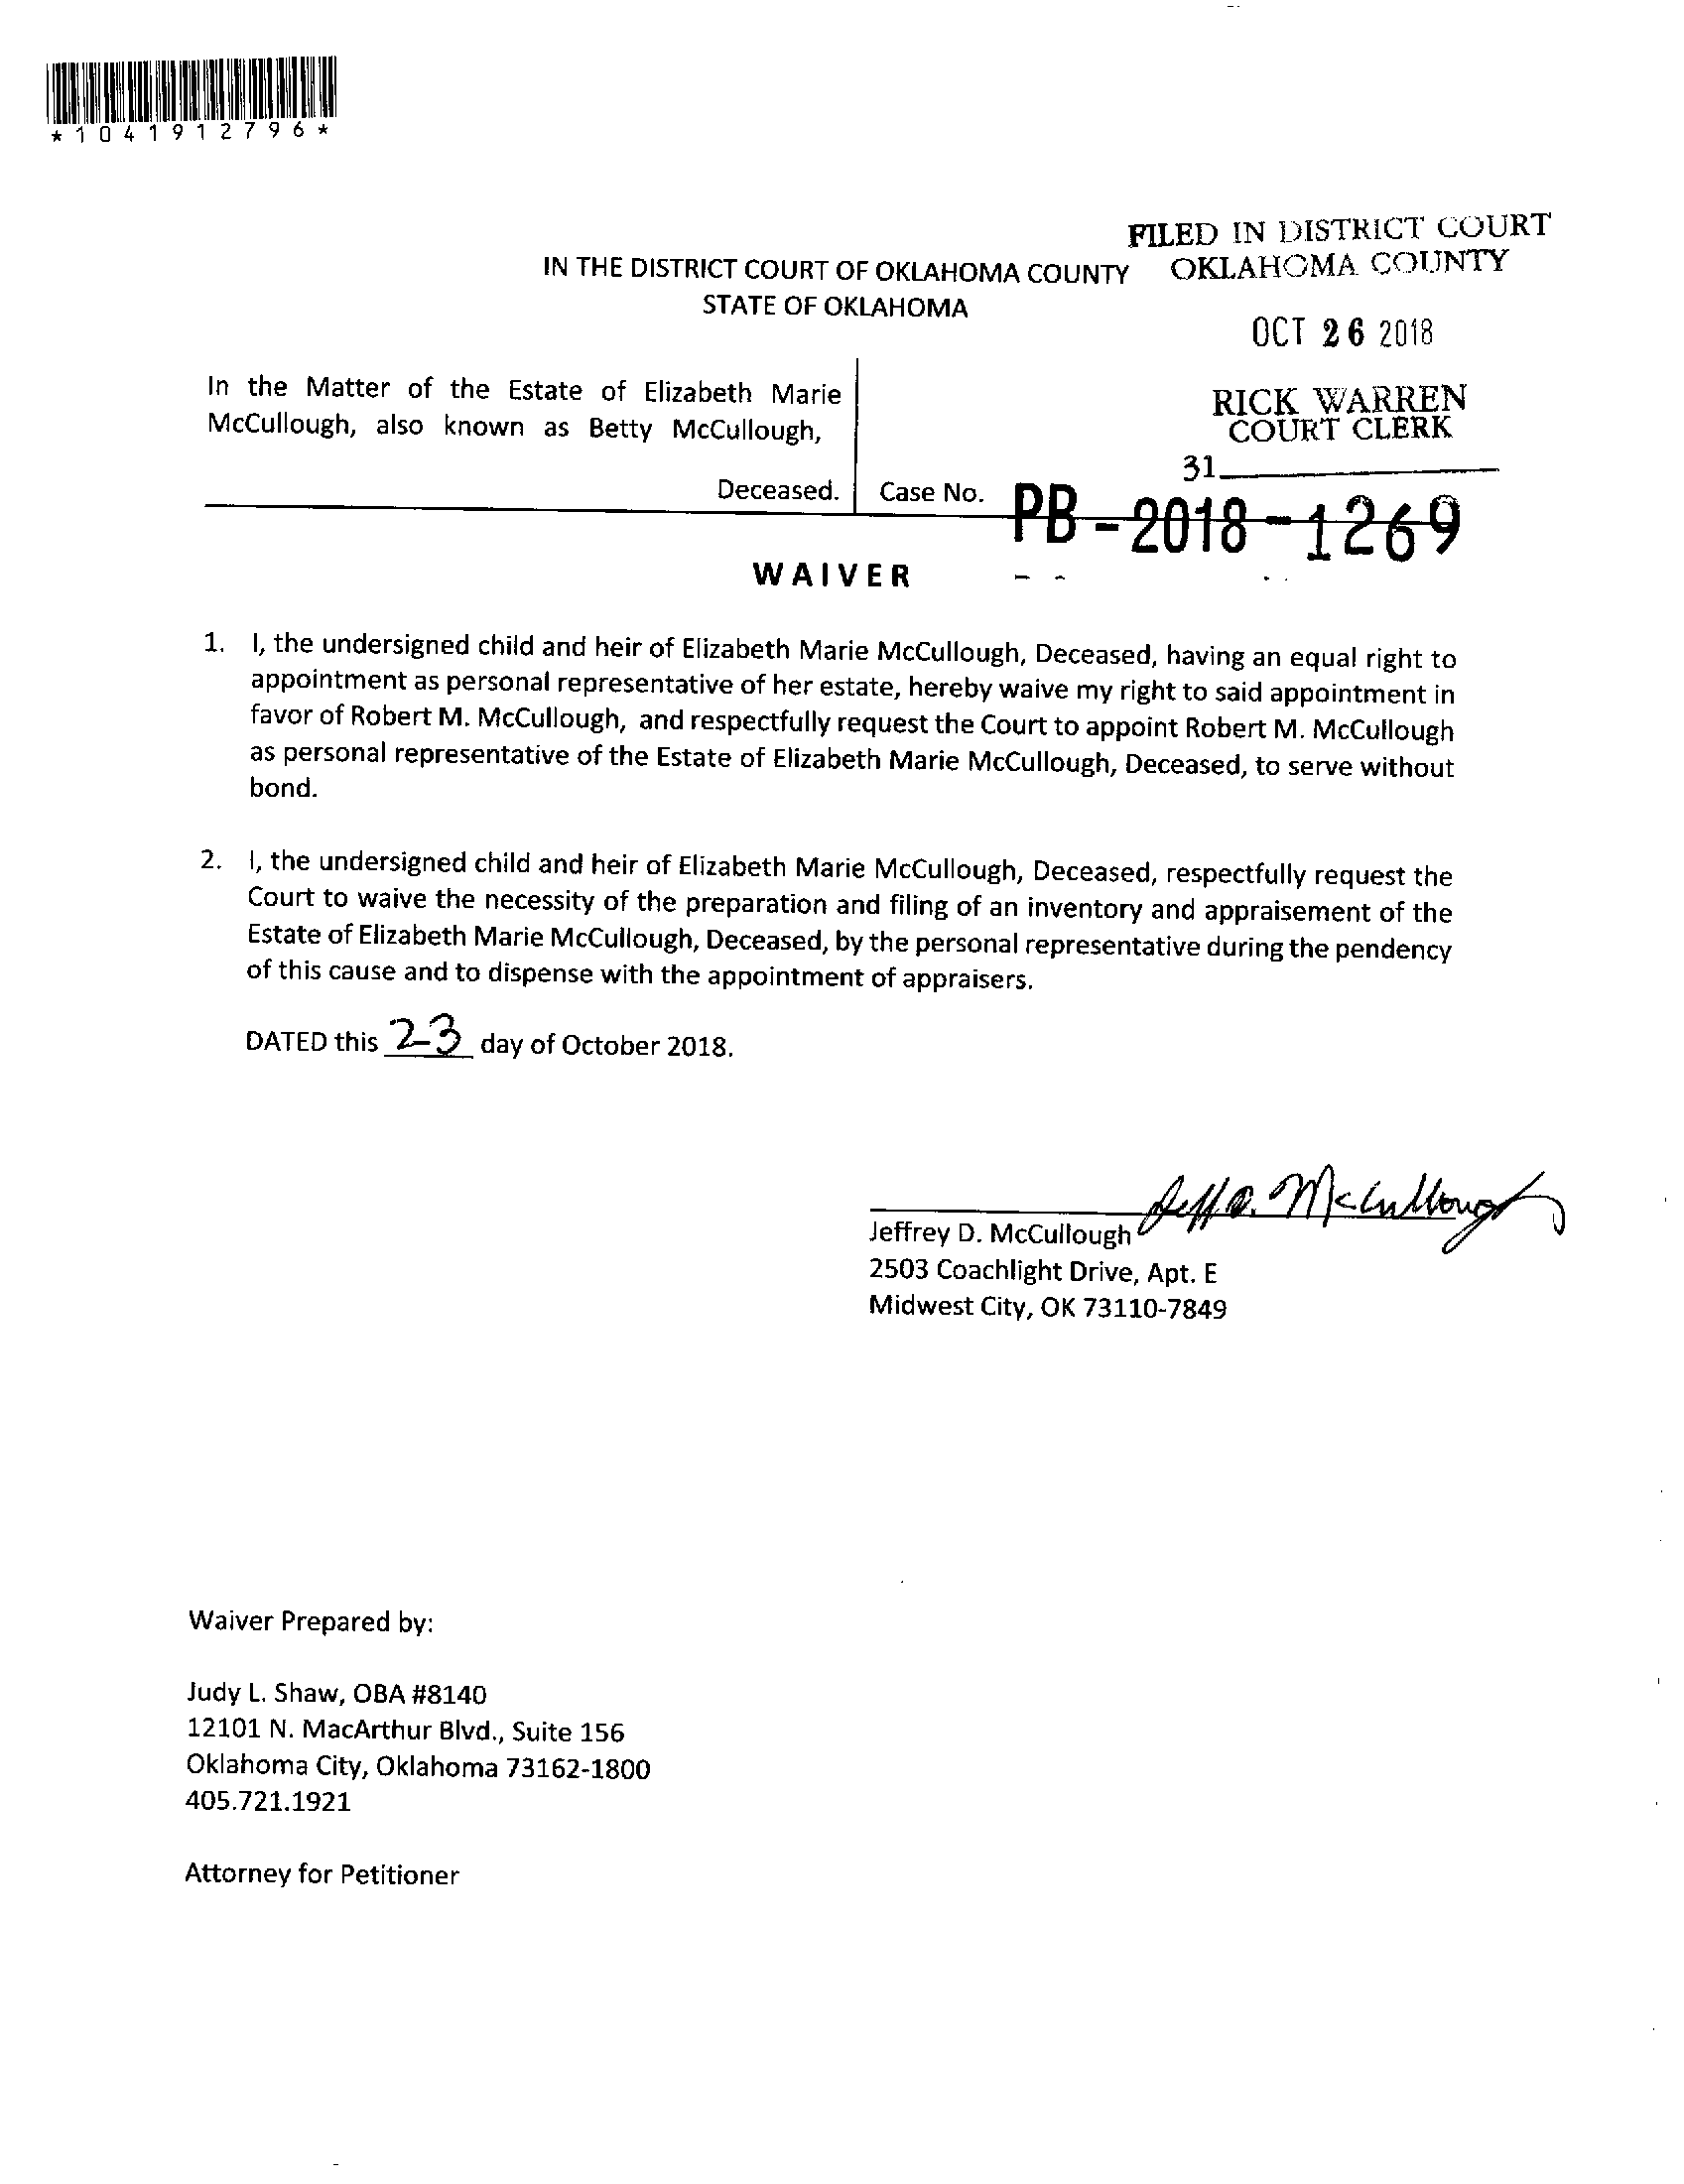 *1041912796*
FILED IN DISTRICT COURT
OKLAHOMA COUNTY
IN THE DISTRICT COURT OF OKLAHOMA COUNTY
STATE OF OKLAHOMA
OCT 26 2018
RICK WARREN
COURT CLERK
31
In the Matter of the Estate of Elizabeth Marie
McCullough, also known as Betty McCullough,
Deceased.
Case No. PB-2018-1269
WAIVER
1. I, the undersigned child and heir of Elizabeth Marie McCullough, Deceased, having an equal right to
appointment as personal representative of her estate, hereby waive my right to said appointment in
favor of Robert M. McCullough, and respectfully request the Court to appoint Robert M. McCullough
as personal representative of the Estate of Elizabeth Marie McCullough, Deceased, to serve without
bond.
2. I, the undersigned child and heir of Elizabeth Marie McCullough, Deceased, respectfully request the
Court to waive the necessity of the preparation and filing of an inventory and appraisement of the
Estate of Elizabeth Marie McCullough, Deceased, by the personal representative during the pendency
of this cause and to dispense with the appointment of appraisers.
DATED this 23 day of October 2018.
Jeff D. McCullough
Jeffrey D. McCullough
2503 Coachlight Drive, Apt. E
Midwest City, OK 73110-7849
Waiver Prepared by:
Judy L. Shaw, OBA #8140
12101 N. MacArthur Blvd., Suite 156
Oklahoma City, Oklahoma 73162-1800
405.721.1921
Attorney for Petitioner